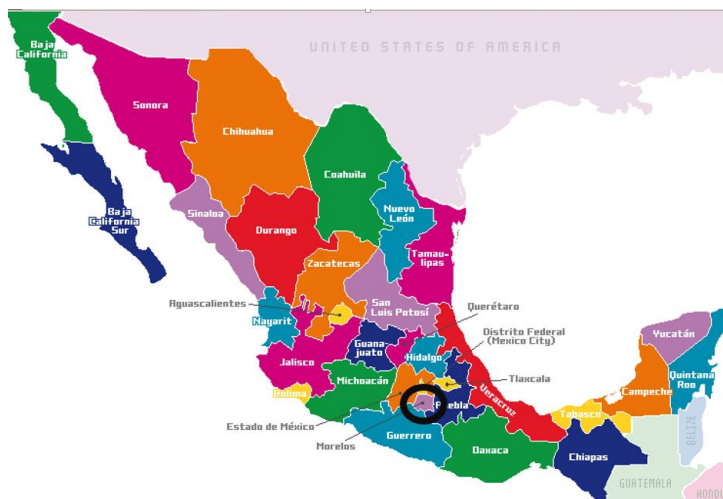 Baja
California
UNITED STATES OF AMERICA
Sonora
Chihuahua
Coahuila
Baja
California
Sur
Sinaloa
Nuevo
León
Durango
Tamau-
lipas
Zacatecas
Aguascalientes
San
Luis Potosí
Querétaro
Nayarit
Distrito Federal
(Mexico City)
Yucatán
Guana-
juato
Hidalgo
Jalisco
Quintana
Roo
Tlaxcala
Michoacán
Campeche
Colima
Puebla
Veracruz
Tabasco
Estado de México
Morelos
Guerrero
Oaxaca
Chiapas
BELIZE
GUATEMALA
HONDU